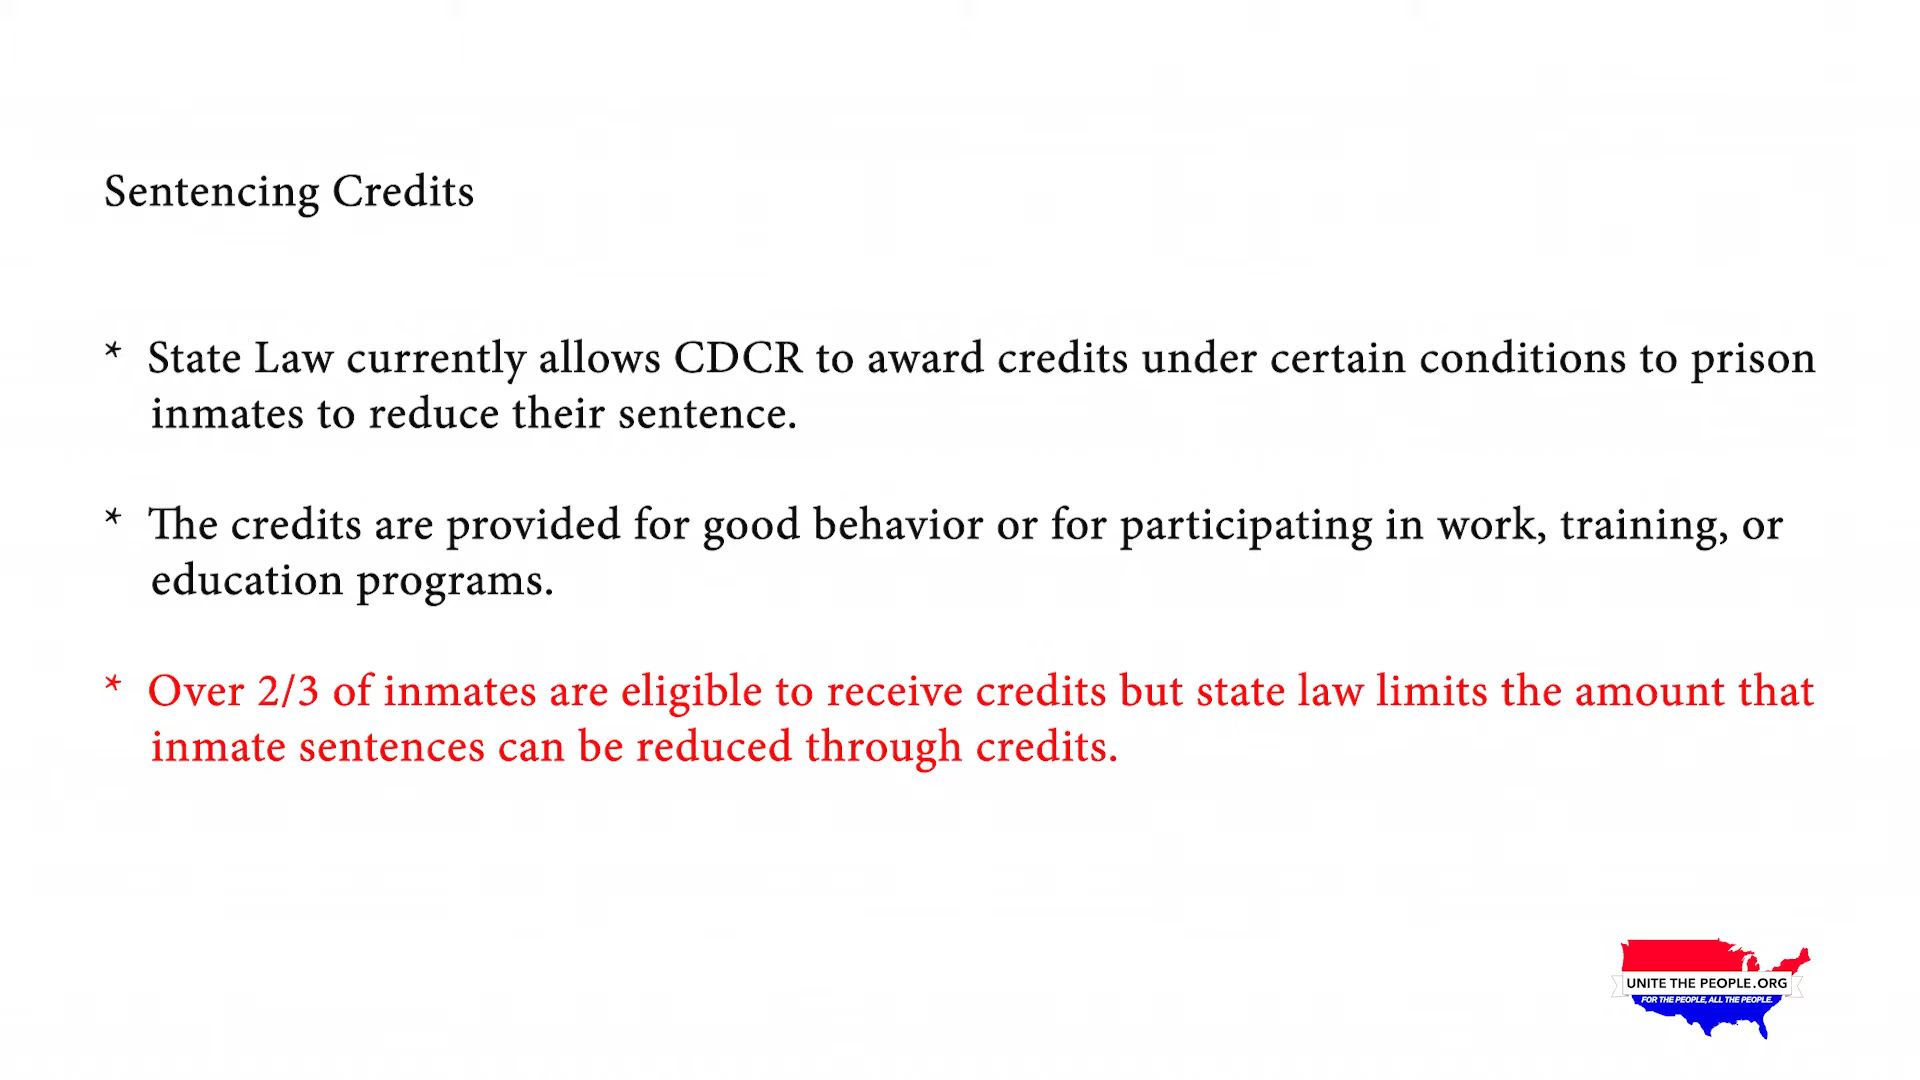 Sentencing Credits
* State Law currently allows CDCR to award credits under certain conditions to prison
inmates to reduce their sentence.
* The credits are provided for good behavior or for participating in work, training, or
education programs.
* Over 2/3 of inmates are eligible to receive credits but state law limits the amount that
inmate sentences can be reduced through credits.
UNITE THE PEOPLE.ORG
FOR THE PEOPLE, ALL THE PEOPLE.